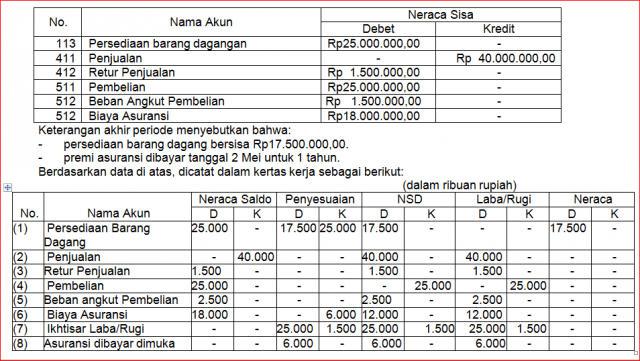 No. Nama Akun Neraca Sisa
Debet Kredit
113 Persediaan barang dagangan Rp25.000.000,00 -
411 Penjualan - Rp 40.000.000,00
412 Retur Penjualan Rp 1.500.000,00 -
511 Pembelian Rp25.000.000,00 -
512 Beban Angkut Pembelian Rp 1.500.000,00 -
512 Biaya Asuransi Rp18.000.000,00 -
Keterangan akhir periode menyebutkan bahwa:
- persediaan barang dagang bersisa Rp17.500.000,00.
- premi asuransi dibayar tanggal 2 Mei untuk 1 tahun.
Berdasarkan data di atas, dicatat dalam kertas kerja sebagai berikut:
(dalam ribuan rupiah)
No. Nama Akun Neraca Saldo Penyesuaian NSD Laba/Rugi Neraca
D K D K D K D K D K
(1) Persediaan Barang 25.000 - 17.500 25.000 17.500 - - - 17.500 -
Dagang
(2) Penjualan - 40.000 - - 40.000 - 40.000 - - -
(3) Retur Penjualan 1.500 - - - 1.500 - 1.500 - - -
(4) Pembelian 25.000 - - - - 25.000 - 25.000 - -
(5) Beban angkut Pembelian 2.500 - - - 2.500 - 2.500 - - -
(6) Biaya Asuransi 18.000 - - 6.000 12.000 - 12.000 - - -
(7) Ikhtisar Laba/Rugi - - 25.000 1.500 25.000 1.500 25.000 1.500 - -
(8) Asuransi dibayar dimuka - - 6.000 - 6.000 - 6.000 - - -